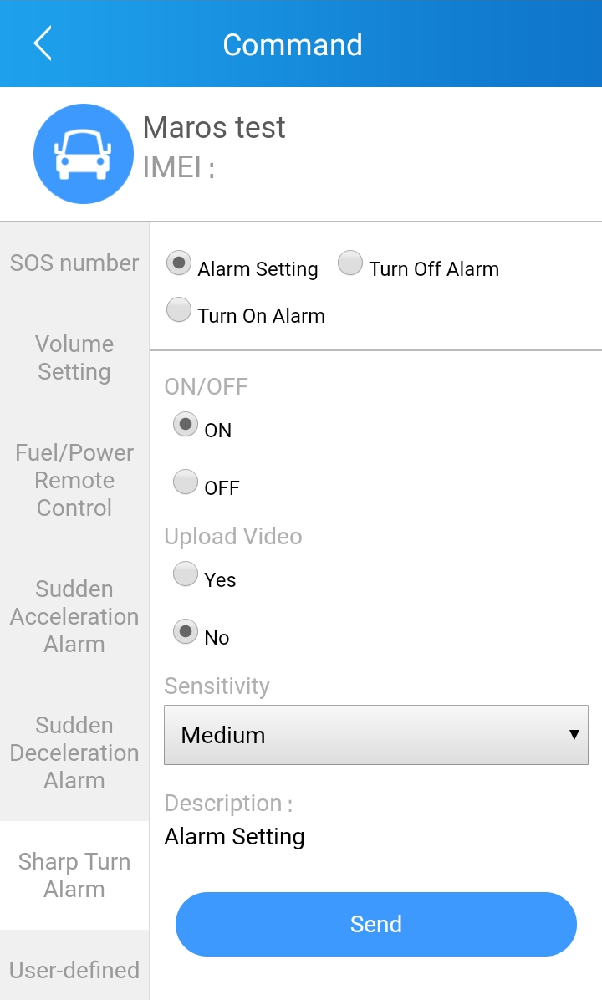 Command
Maros test
IMEI :
SOS number
Volume
Setting
Fuel/Power
Remote
Control
Sudden
Acceleration
Alarm
Sudden
Deceleration
Alarm
Sharp Turn
Alarm
User-defined
Alarm Setting Turn Off Alarm
Turn On Alarm
ON/OFF
ON
OFF
Upload Video
Yes
No
Sensitivity
Medium
Description :
Alarm Setting
Send